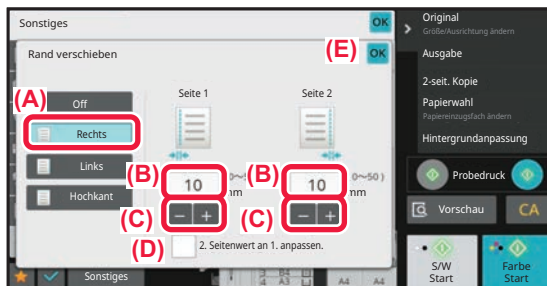 Sonstiges
OK
Rand verschieben
(E)
OK
(A)
Off
Rechts
Links
Hochkant
Seite 1
Seite 2
(B)
10
mm
(B)
10
0~50 )
mm
(C)
- +
(C)
- +
(D)
2. Seitenwert an 1. anpassen.
Sonstiges
A4
A4
Original
Größe/Ausrichtung ändern
Ausgabe
2-seit. Kopie
Papierwahl
Papiereinzugsfach ändern
Hintergrundanpassung
Probedruck
Vorschau
CA
S/W
Start
Farbe
Start